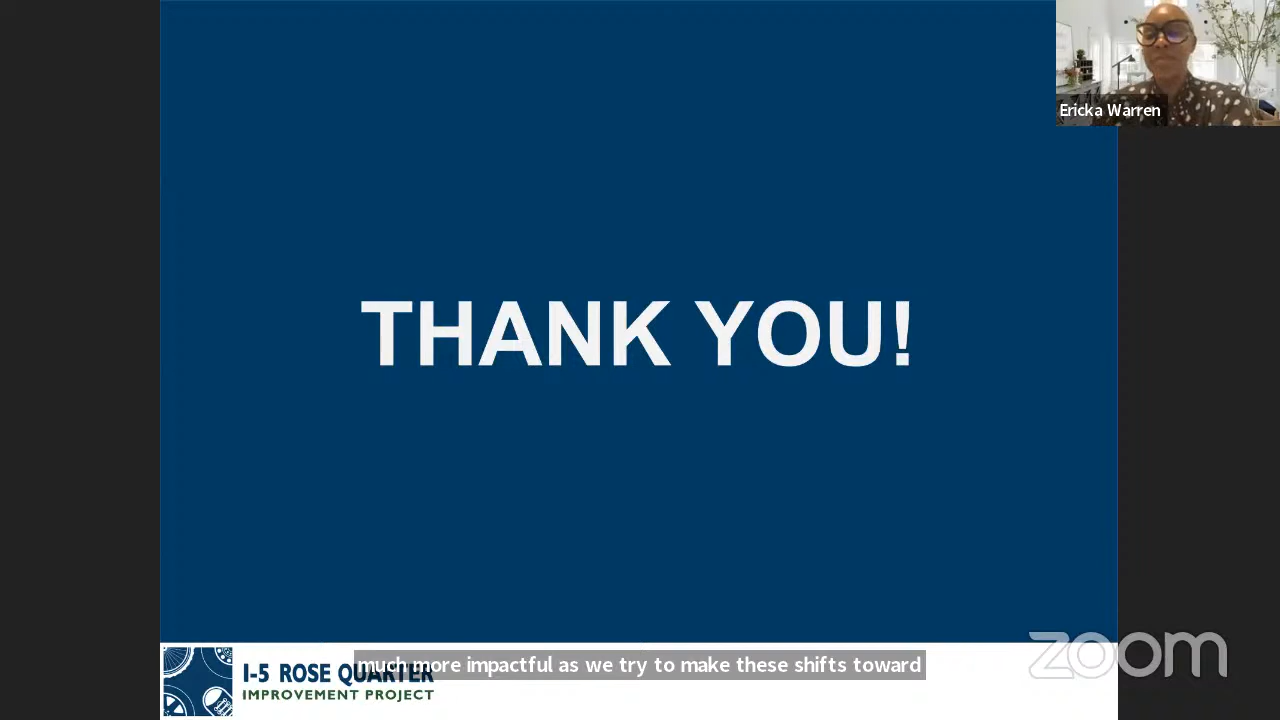 Ericka Warren
THANK YOU!
I-5 ROSE QUARTER
IMPROVEMENT PROJECT
much more impactful as we try to make these shifts toward
zoom